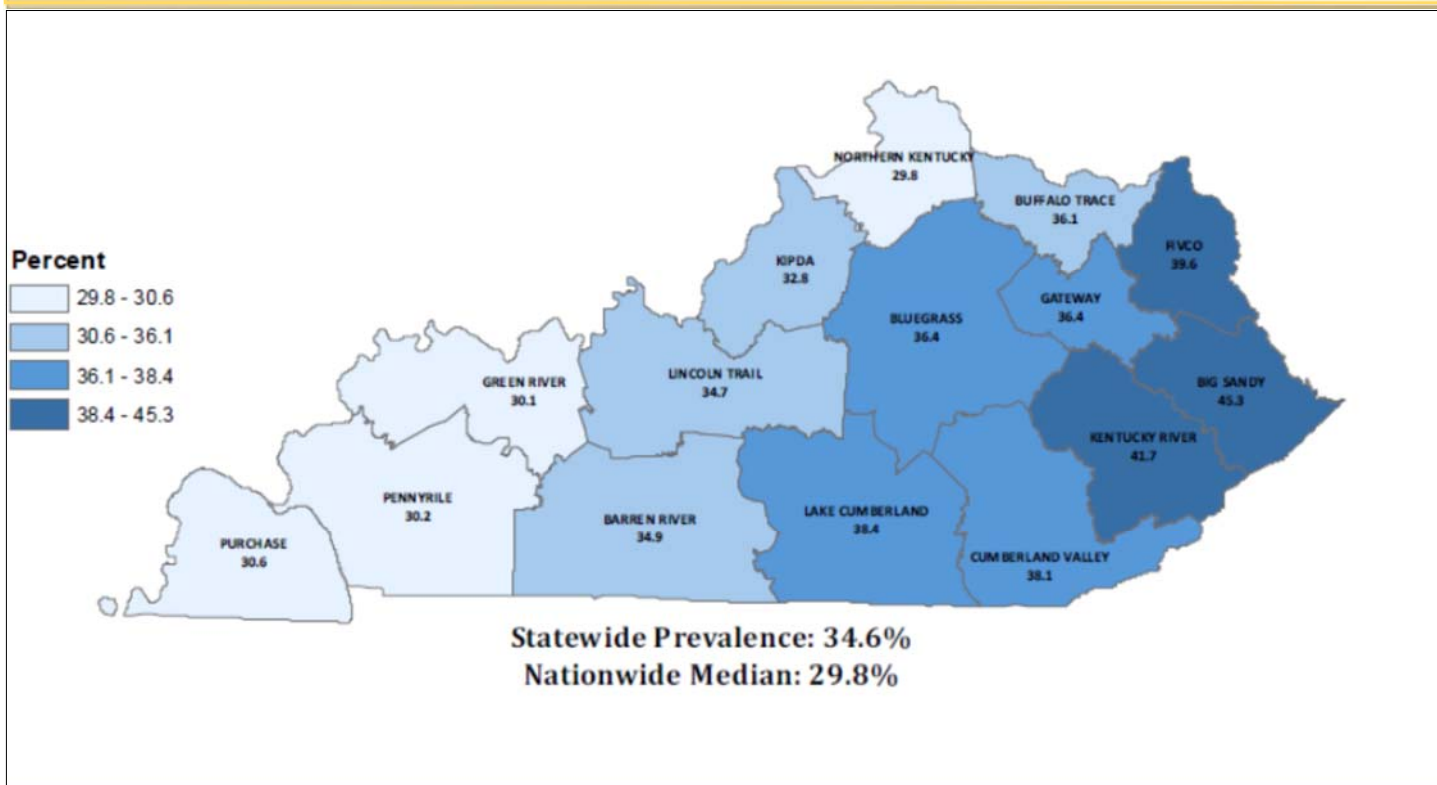 NORTHERN KENTUCKY
29.8
BUFFALO TRACE
36.1
FIVCO
39.6
Percent
29.8 - 30.6
30.6 - 36.1
36.1 - 38.4
38.4 - 45.3
KIPDA
32.8
GATEWAY
36.4
BLUEGRASS
36.4
GREEN RIVER
30.1
LINCOLN TRAIL
34.7
BIG SANDY
45.3
KENTUCKY RIVER
41.7
PENNYRILE
30.2
BARREN RIVER
34.9
LAKE CUMBERLAND
38.4
PURCHASE
30.6
CUMBERLAND VALLEY
38.1
Statewide Prevalence: 34.6%
Nationwide Median: 29.8%